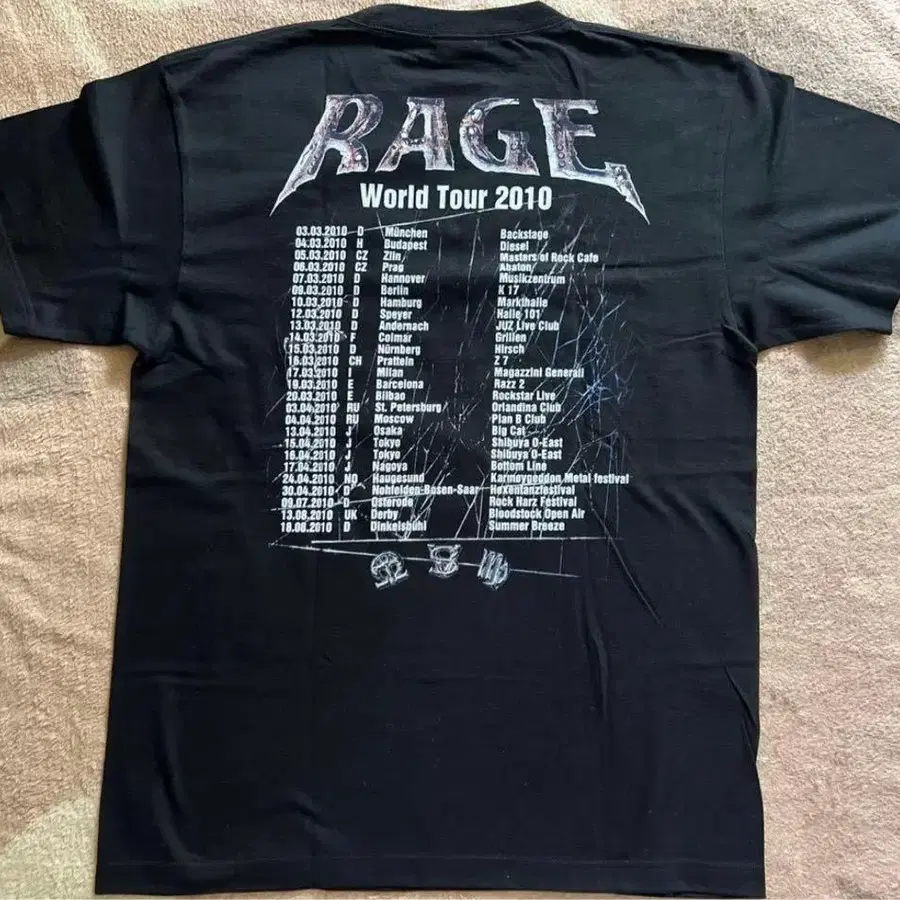 RAGE
World Tour 2010
03.03.2010 D München Backstage
04.03.2010 H Budapest Diesel
05.03.2010 CZ Zlin Masters of Rock Cafe
06.03.2010 CZ Prag Abaton
07.03.2010 D Hannover Musikzentrum
09.03.2010 D Berlin K 17
10.03.2010 D Hamburg Markthalle
12.03.2010 D Speyer Halle 101
13.03.2010 D Andernach JUZ Live Club
14.03.2010 F Colmar Grillen
15.03.2010 D Nürnberg Hirsch
16.03.2010 CH Pratteln Z 7
17.03.2010 I Milan Magazzini Generali
19.03.2010 E Barcelona Razz 2
20.03.2010 E Bilbao Rockstar Live
03.04.2010 RU St. Petersburg Orlandina Club
04.04.2010 RU Moscow Plan B Club
13.04.2010 J Osaka Big Cat
15.04.2010 J Tokyo Shibuya O-East
16.04.2010 J Tokyo Shibuya O-East
17.04.2010 J Nagoya Bottom Line
24.04.2010 NO Haugesund Karmoygeddon Metal festival
30.04.2010 D Nohfelden-Bosen-Saar Hexentanzfestival
09.07.2010 D Osterode Rock Harz Festival
13.08.2010 UK Derby Bloodstock Open Air
18.08.2010 D Dinkelsbühl Summer Breeze